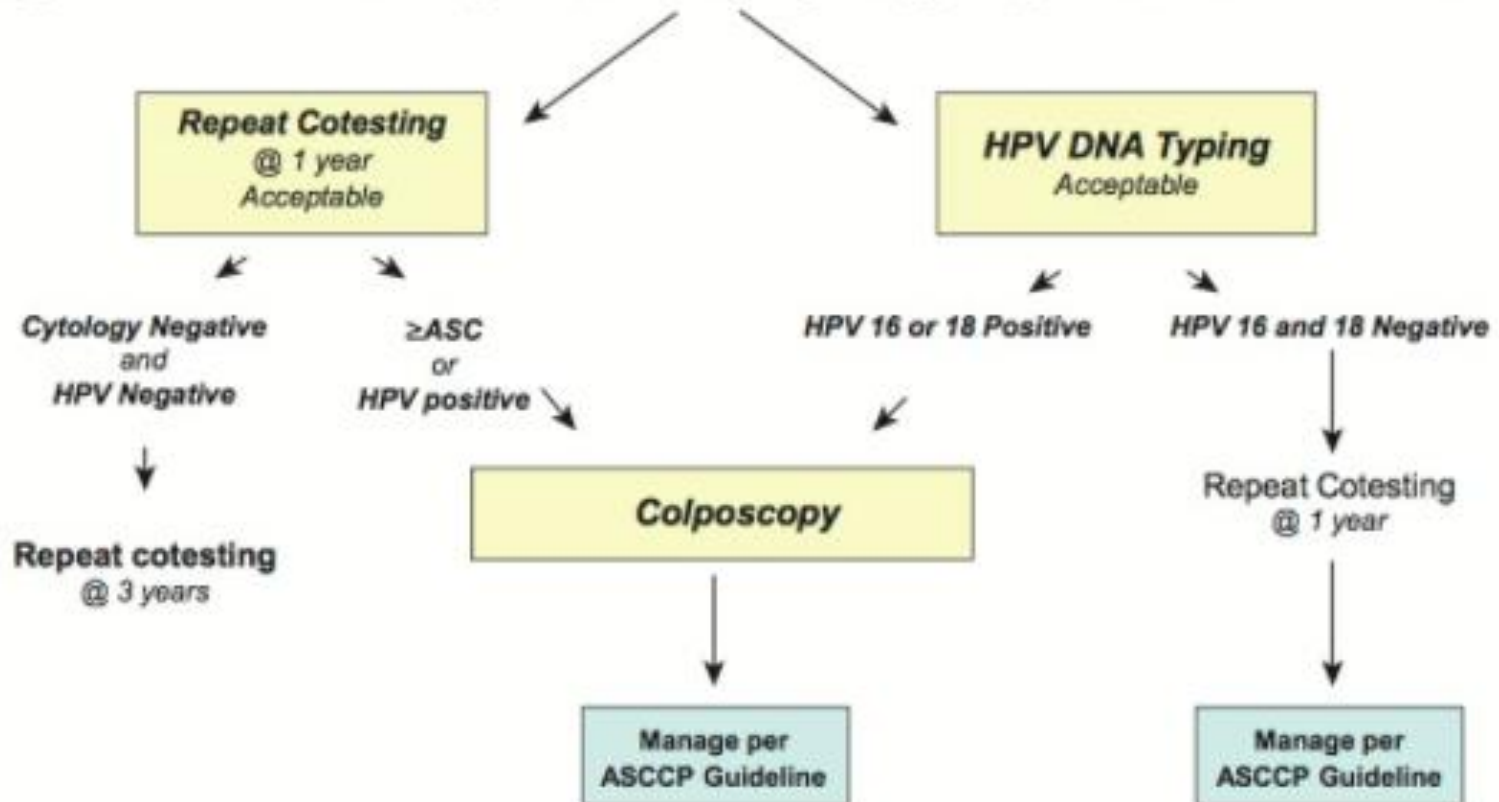 Repeat Cotesting
@ 1 year
Acceptable
HPV DNA Typing
Acceptable
Cytology Negative
and
HPV Negative
≥ASC
or
HPV positive
HPV 16 or 18 Positive
HPV 16 and 18 Negative
Repeat cotesting
@ 3 years
Colposcopy
Repeat Cotesting
@ 1 year
Manage per
ASCCP Guideline
Manage per
ASCCP Guideline